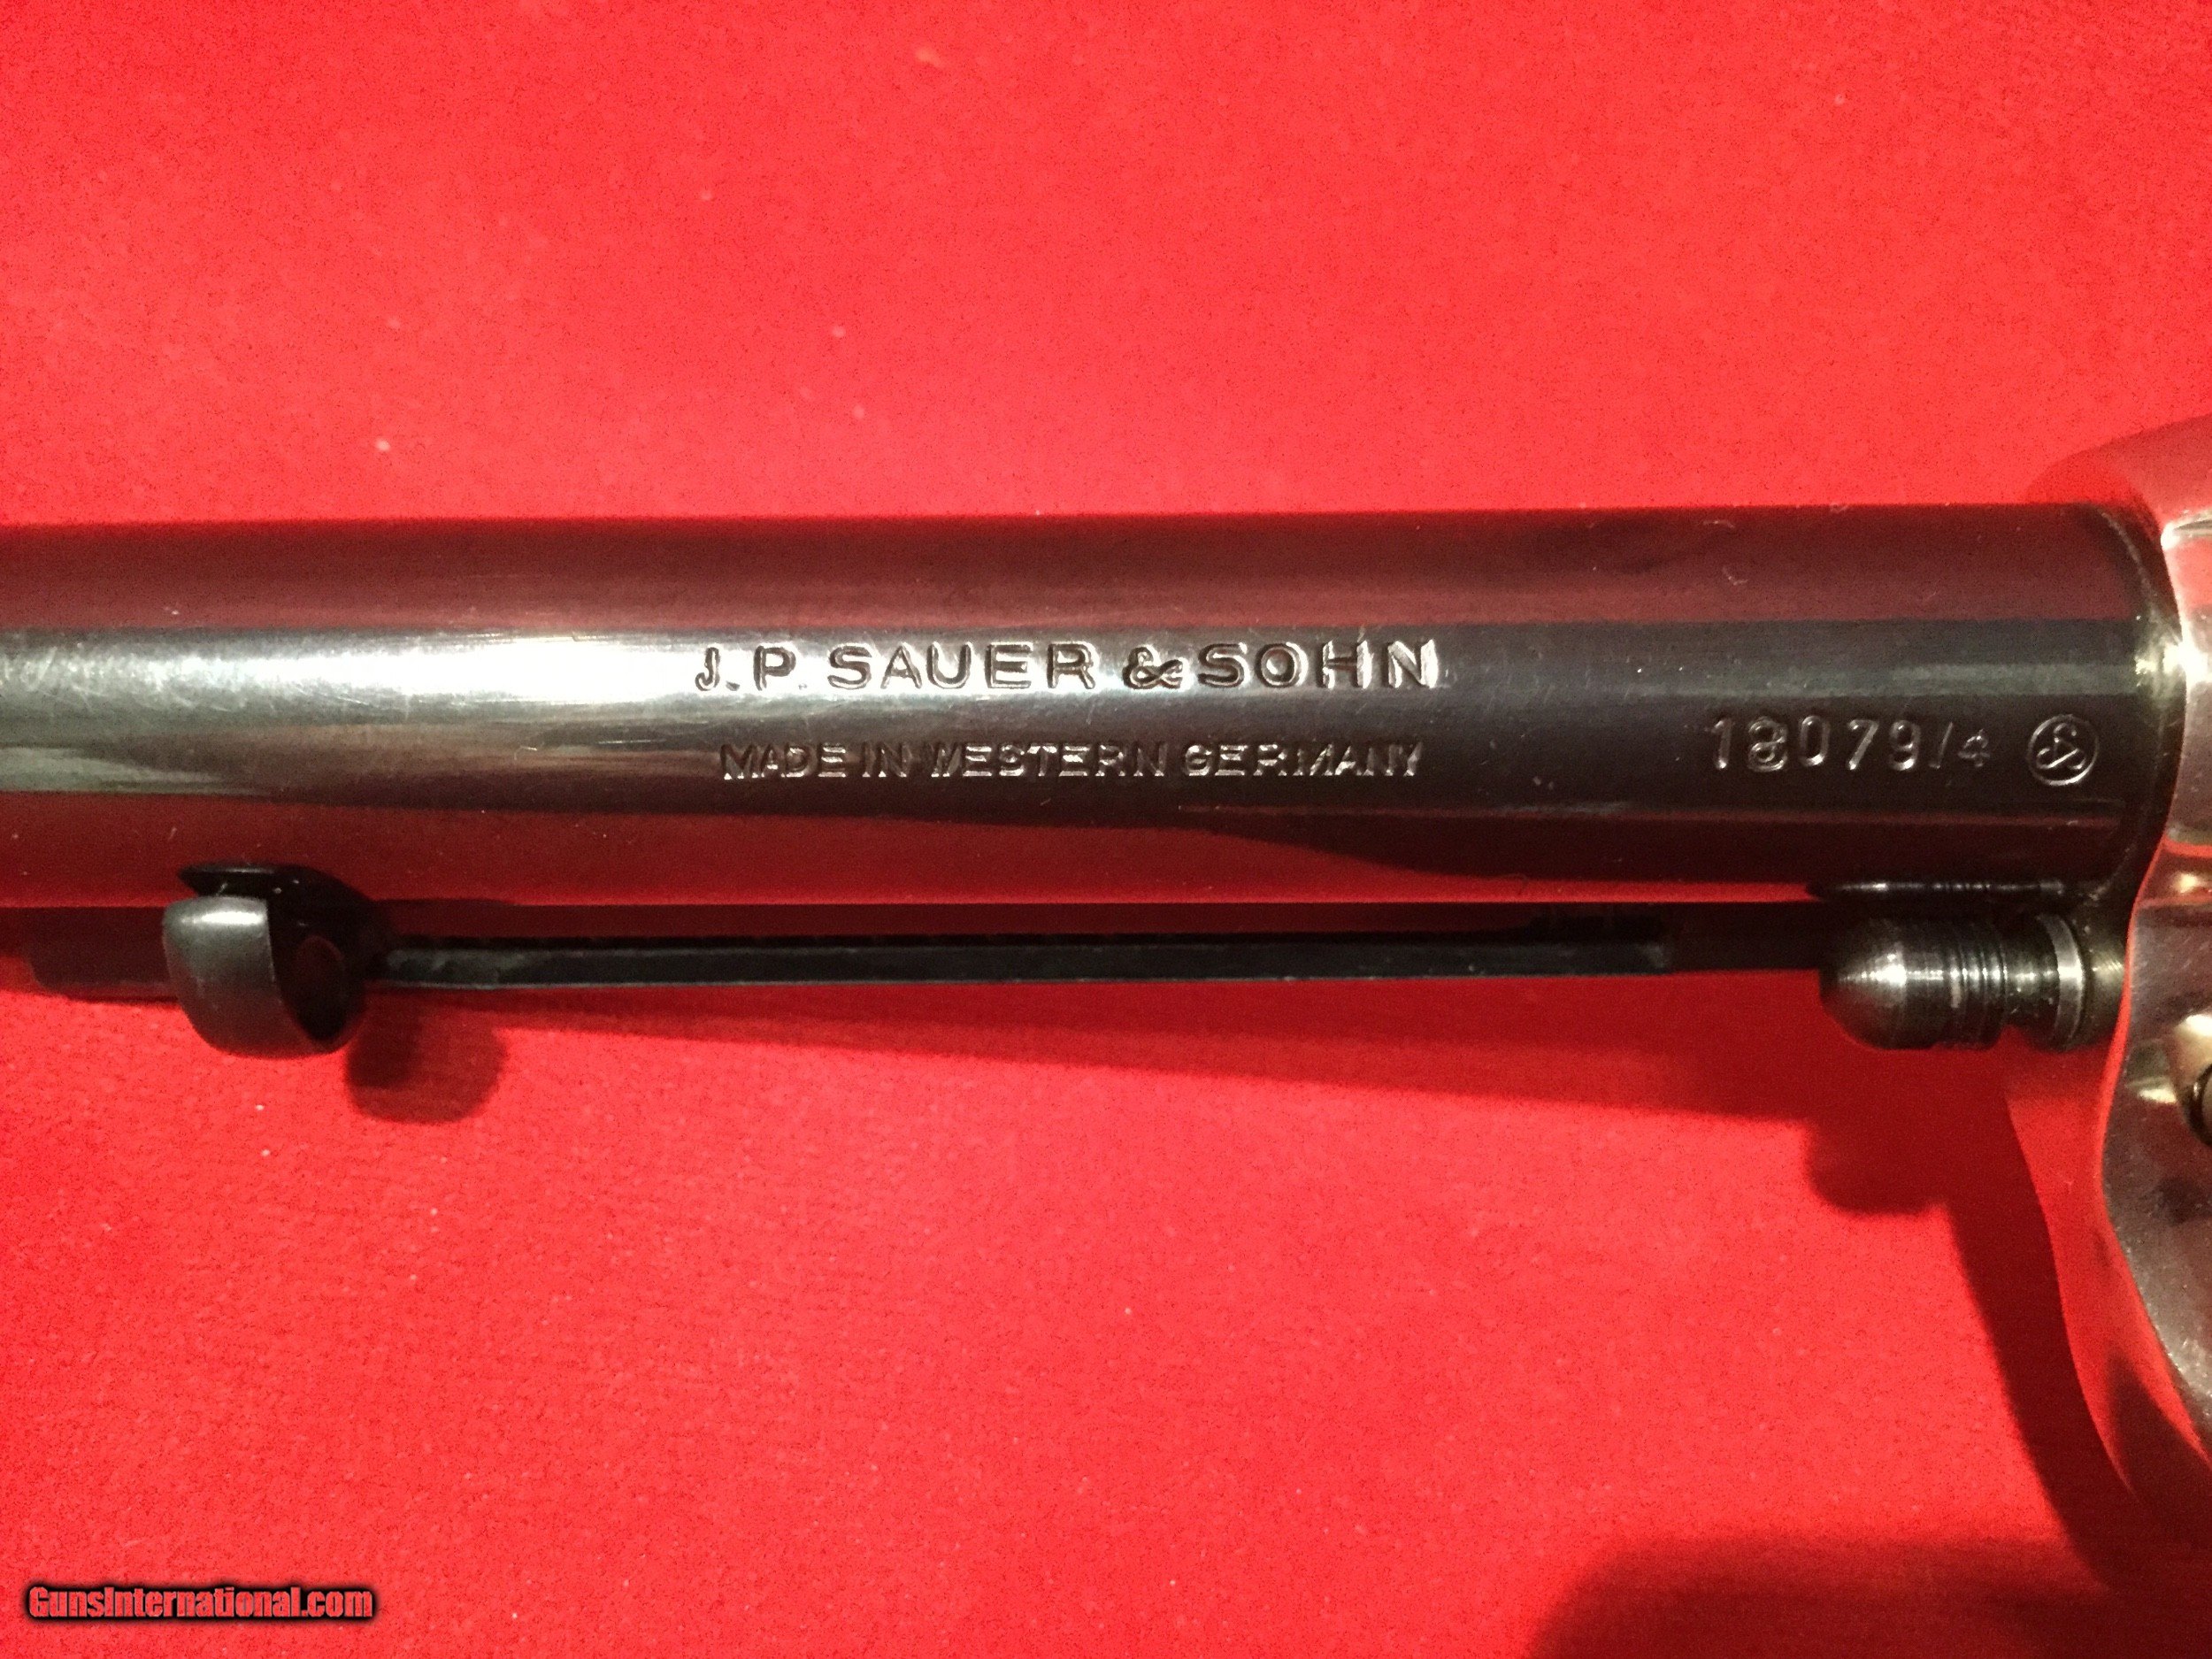 J.P. SAUER & SOHN
MADE IN WESTERN GERMANY
18079/4
GunsInternational.com